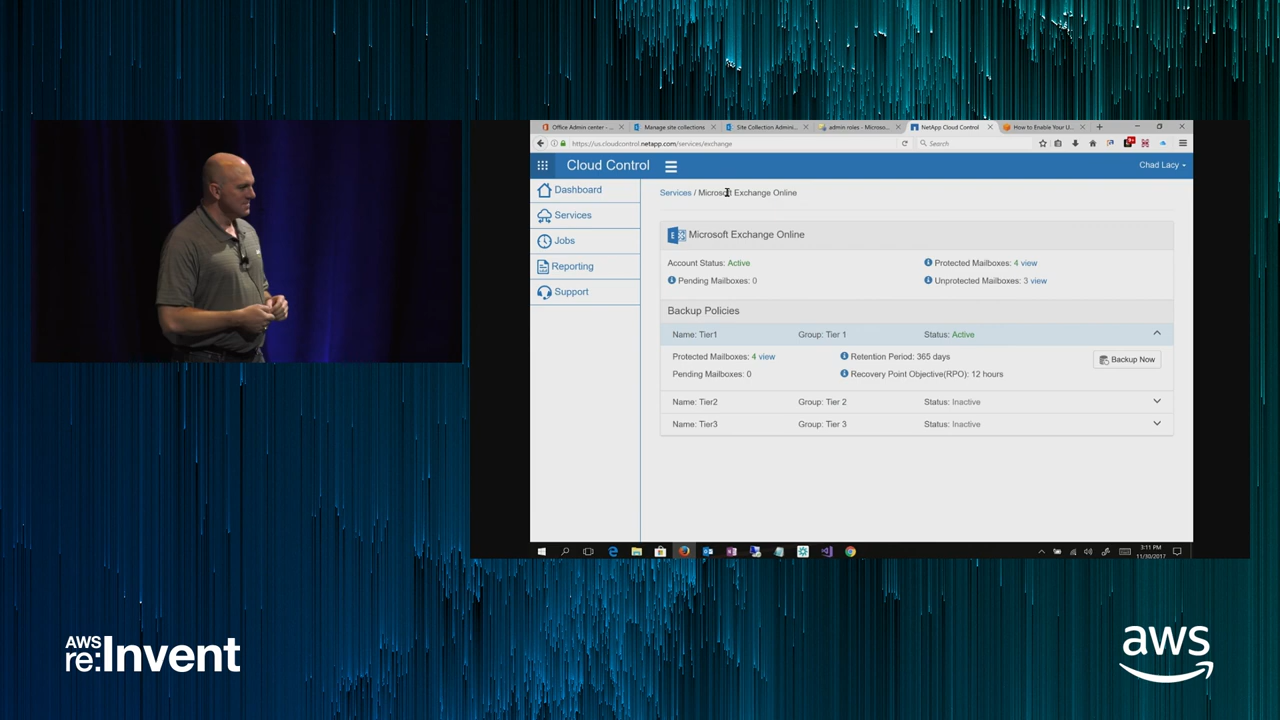 Office Admin center - ...
Manage site collections
Site Collection Admini...
admin roles - Microso...
NetApp Cloud Control
How to Enable Your U...
https://us.cloudcontrol.netapp.com/services/exchange
Search
Cloud Control
Chad Lacy
Dashboard
Services
Jobs
Reporting
Support
Services / Microsoft Exchange Online
Microsoft Exchange Online
Account Status: Active
Protected Mailboxes: 4 view
Pending Mailboxes: 0
Unprotected Mailboxes: 3 view
Backup Policies
Name: Tier1 Group: Tier 1 Status: Active
Protected Mailboxes: 4 view
Retention Period: 365 days
Backup Now
Pending Mailboxes: 0
Recovery Point Objective(RPO): 12 hours
Name: Tier2 Group: Tier 2 Status: Inactive
Name: Tier3 Group: Tier 3 Status: Inactive
3:11 PM
11/30/2017
AWS
re:Invent
aws